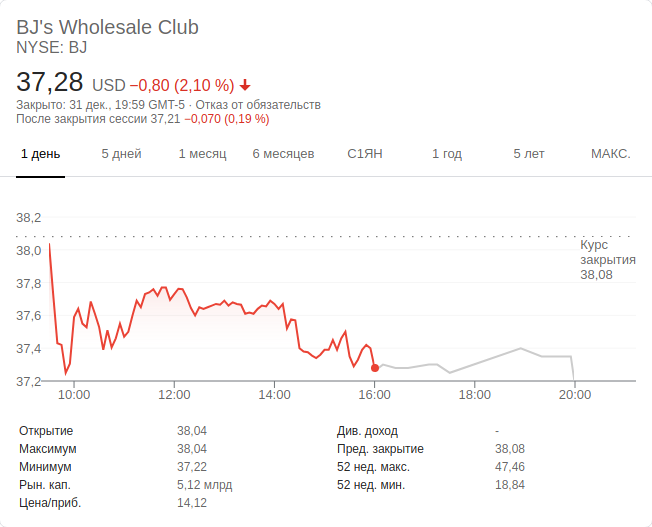 BJ's Wholesale Club
NYSE: BJ
37,28 USD −0,80 (2,10 %)
Закрыто: 31 дек., 19:59 GMT-5 · Отказ от обязательств
После закрытия сессии 37,21 −0,070 (0,19 %)
1 день 5 дней 1 месяц 6 месяцев С1ЯН 1 год 5 лет МАКС.
38,2
38,0
37,8
37,6
37,4
37,2
Курс
закрытия
38,08
10:00 12:00 14:00 16:00 18:00 20:00
Открытие 38,04
Максимум 38,04
Минимум 37,22
Рын. кап. 5,12 млрд
Цена/приб. 14,12
Див. доход -
Пред. закрытие 38,08
52 нед. макс. 47,46
52 нед. мин. 18,84